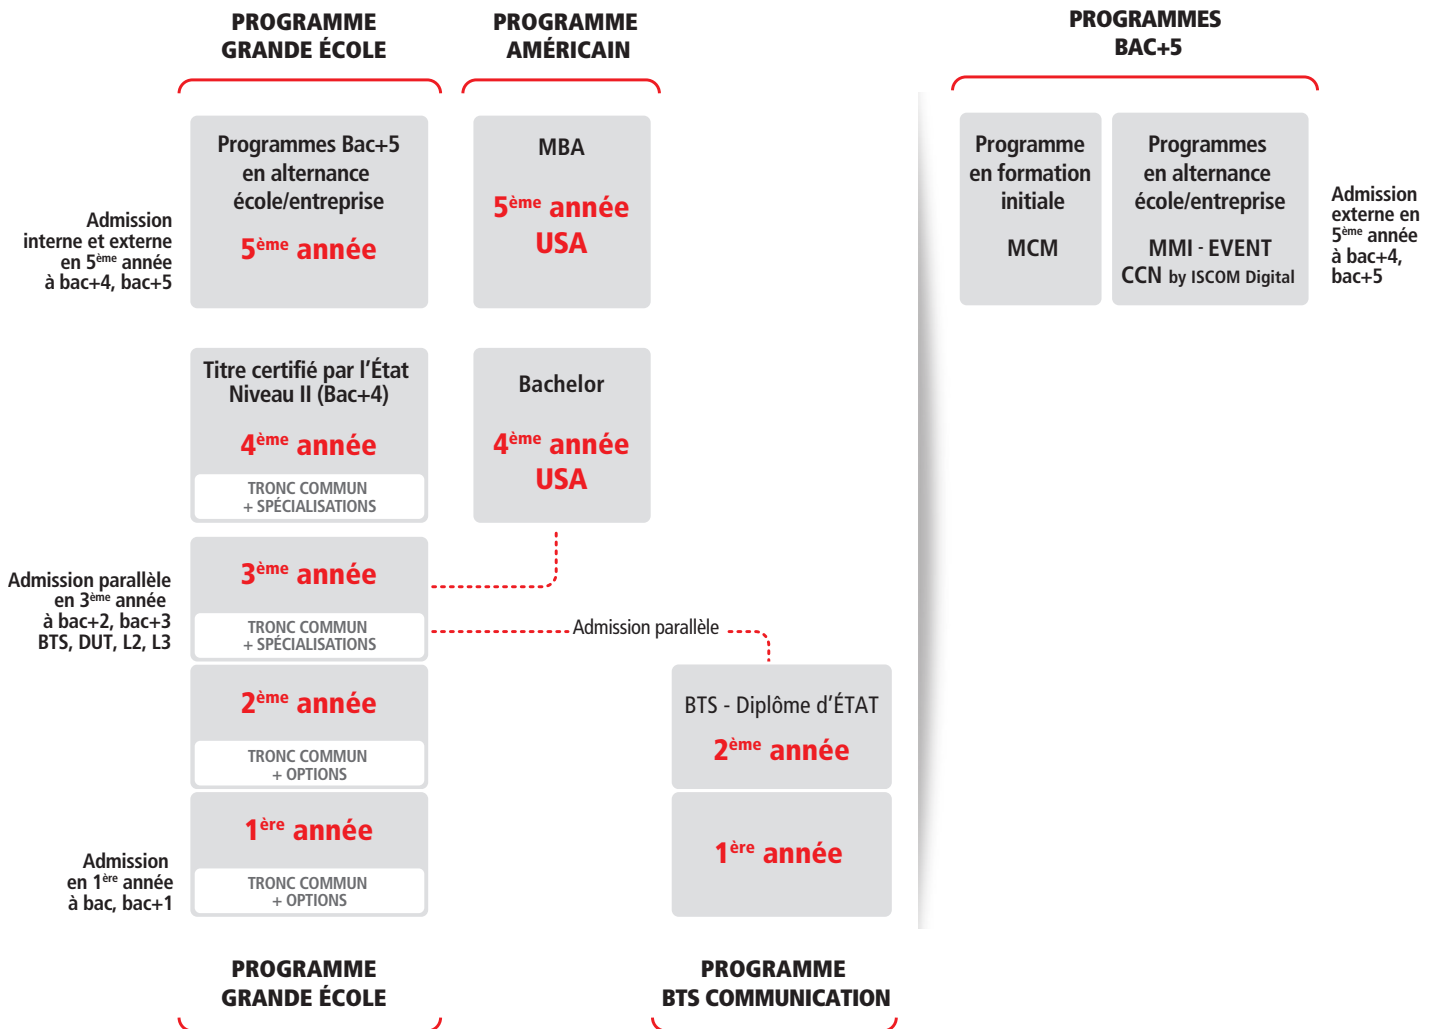 PROGRAMME
GRANDE ÉCOLE
PROGRAMME
AMÉRICAIN
PROGRAMMES
BAC+5
Programmes Bac+5
en alternance
école/entreprise
5ème année
MBA
5ème année
USA
Programme
en formation
initiale
MCM
Programmes
en alternance
école/entreprise
MMI - EVENT
CCN by ISCOM Digital
Admission
interne et externe
en 5ème année
à bac+4, bac+5
Admission
externe en
5ème année
à bac+4,
bac+5
Titre certifié par l'État
Niveau II (Bac+4)
4ème année
TRONC COMMUN
+ SPÉCIALISATIONS
Bachelor
4ème année
USA
Admission parallèle
en 3ème année
à bac+2, bac+3
BTS, DUT, L2, L3
3ème année
TRONC COMMUN
+ SPÉCIALISATIONS
Admission parallèle
2ème année
TRONC COMMUN
+ OPTIONS
BTS - Diplôme d'ÉTAT
2ème année
Admission
en 1ère année
à bac, bac+1
1ère année
TRONC COMMUN
+ OPTIONS
1ère année
PROGRAMME
GRANDE ÉCOLE
PROGRAMME
BTS COMMUNICATION